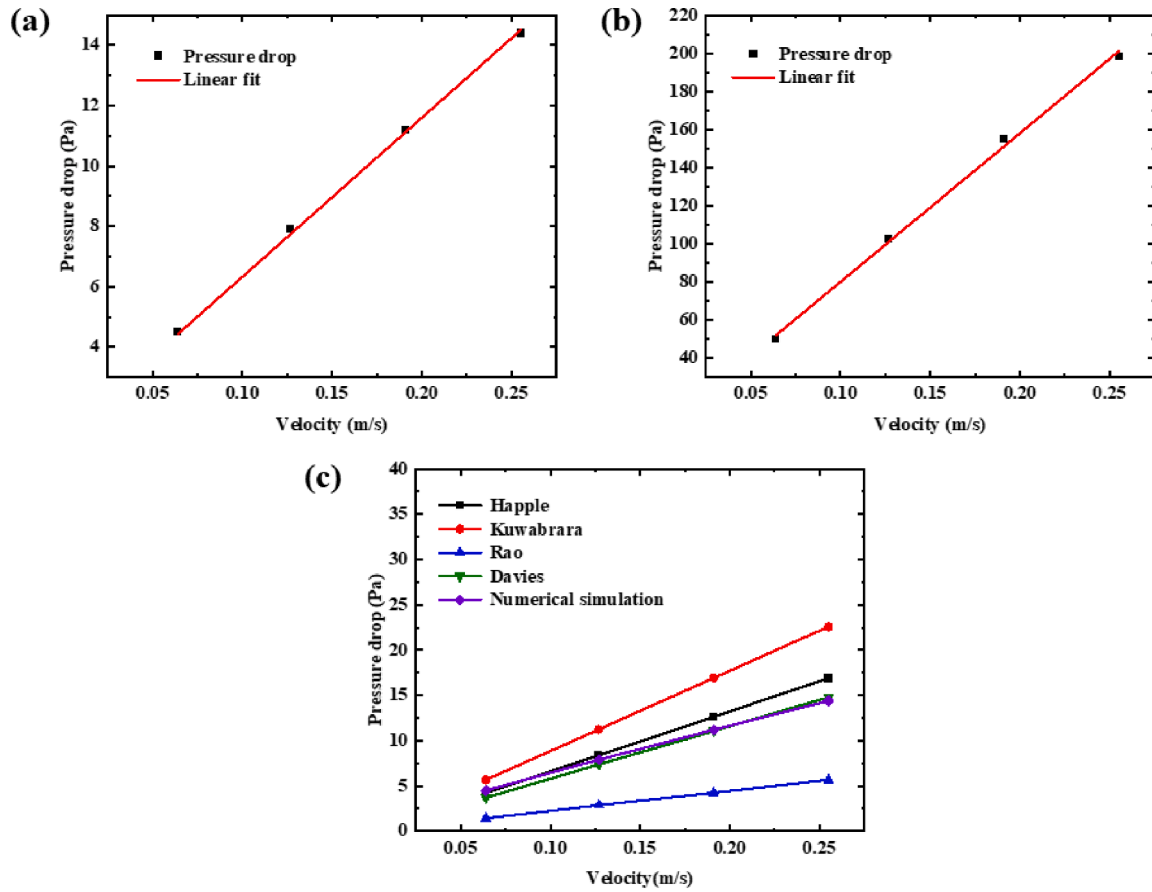 (a)
Pressure drop
Linear fit
14
12
10
8
6
4
Pressure drop (Pa)
0.05 0.10 0.15 0.20 0.25
Velocity (m/s)
(b)
Pressure drop
Linear fit
220
200
180
160
140
120
100
80
60
40
Pressure drop (Pa)
0.05 0.10 0.15 0.20 0.25
Velocity (m/s)
(c)
Happle
Kuwabrara
Rao
Davies
Numerical simulation
40
35
30
25
20
15
10
5
0
Pressure drop (Pa)
0.05 0.10 0.15 0.20 0.25
Velocity(m/s)